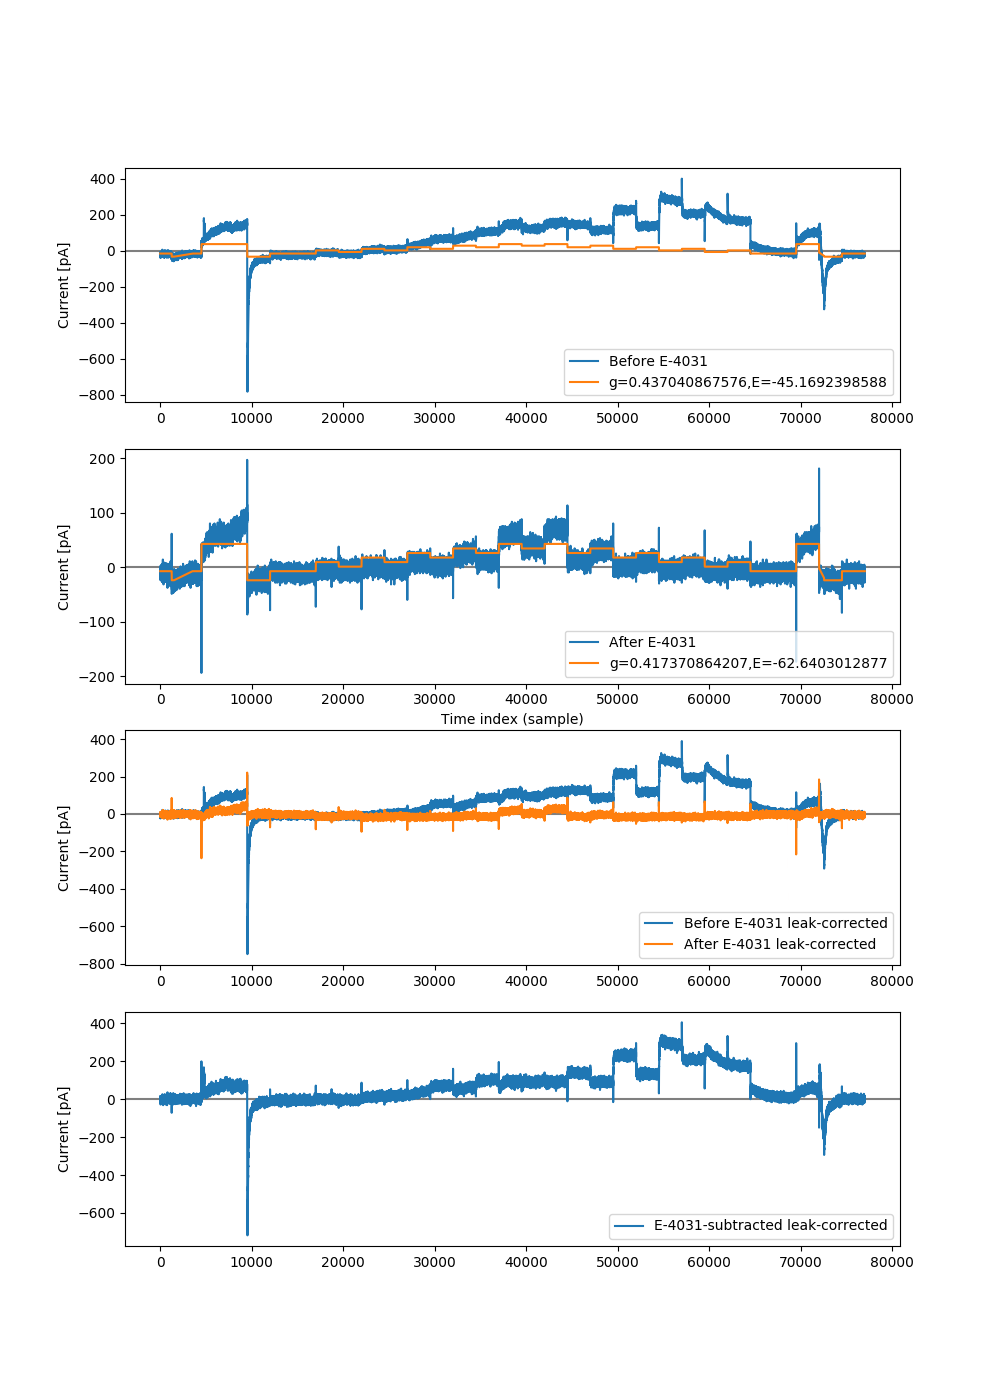 400
200
0
−200
−400
−600
−800
Current [pA]
Before E-4031
g=0.437040867576,E=-45.1692398588
0 10000 20000 30000 40000 50000 60000 70000 80000
200
100
0
−100
−200
Current [pA]
After E-4031
g=0.417370864207,E=-62.6403012877
0 10000 20000 30000 40000 50000 60000 70000 80000
Time index (sample)
400
200
0
−200
−400
−600
−800
Current [pA]
Before E-4031 leak-corrected
After E-4031 leak-corrected
0 10000 20000 30000 40000 50000 60000 70000 80000
400
200
0
−200
−400
−600
Current [pA]
E-4031-subtracted leak-corrected
0 10000 20000 30000 40000 50000 60000 70000 80000